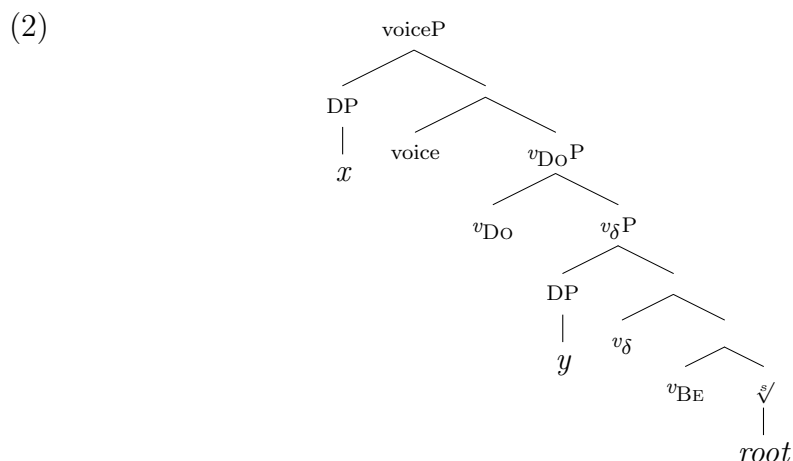 (2)
voiceP
DP
x
voice
vDoP
vDo
vδP
DP
y
vδ
vBE
s√
root